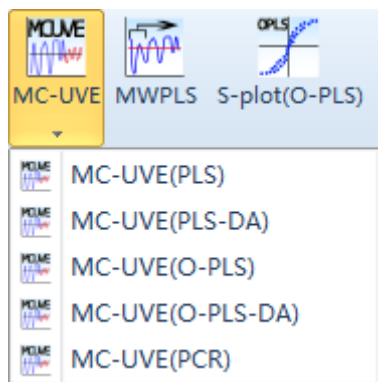 MCUVE
OPLS
MC-UVE MWPLS S-plot(O-PLS)
MC-UVE(PLS)
MC-UVE(PLS-DA)
MC-UVE(O-PLS)
MC-UVE(O-PLS-DA)
MC-UVE(PCR)